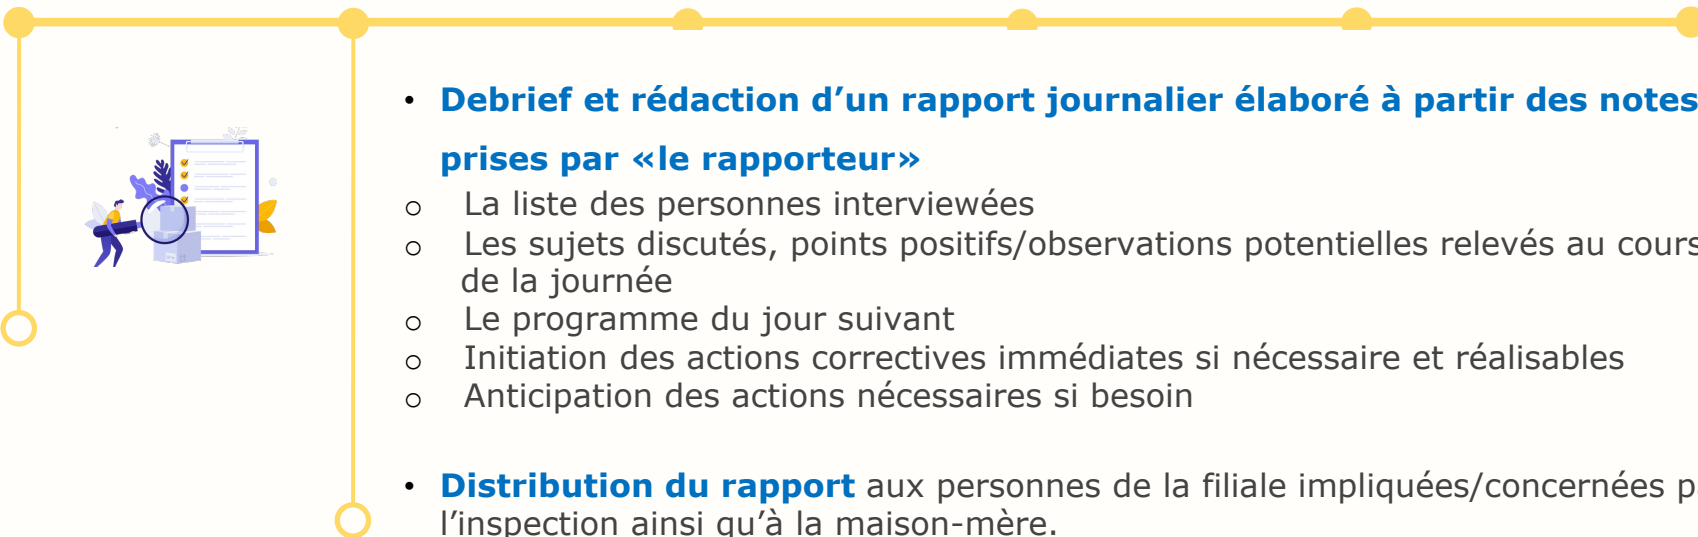 • Debrief et rédaction d’un rapport journalier élaboré à partir des notes
prises par «le rapporteur»
o La liste des personnes interviewées
o Les sujets discutés, points positifs/observations potentielles relevés au cours
de la journée
o Le programme du jour suivant
o Initiation des actions correctives immédiates si nécessaire et réalisables
o Anticipation des actions nécessaires si besoin
• Distribution du rapport aux personnes de la filiale impliquées/concernées
l’inspection ainsi qu’à la maison-mère.